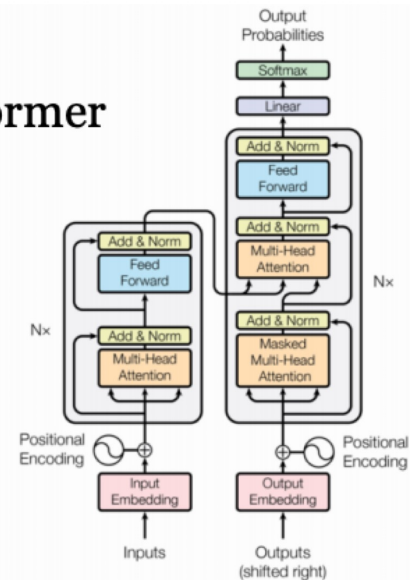 ormer
Output
Probabilities
Softmax
Linear
Add & Norm
Feed
Forward
Add & Norm
Multi-Head
Attention
Nx
Add & Norm
Masked
Multi-Head
Attention
Positional
Encoding
Output
Embedding
Outputs
(shifted right)
Add & Norm
Feed
Forward
Nx
Add & Norm
Multi-Head
Attention
Positional
Encoding
Input
Embedding
Inputs